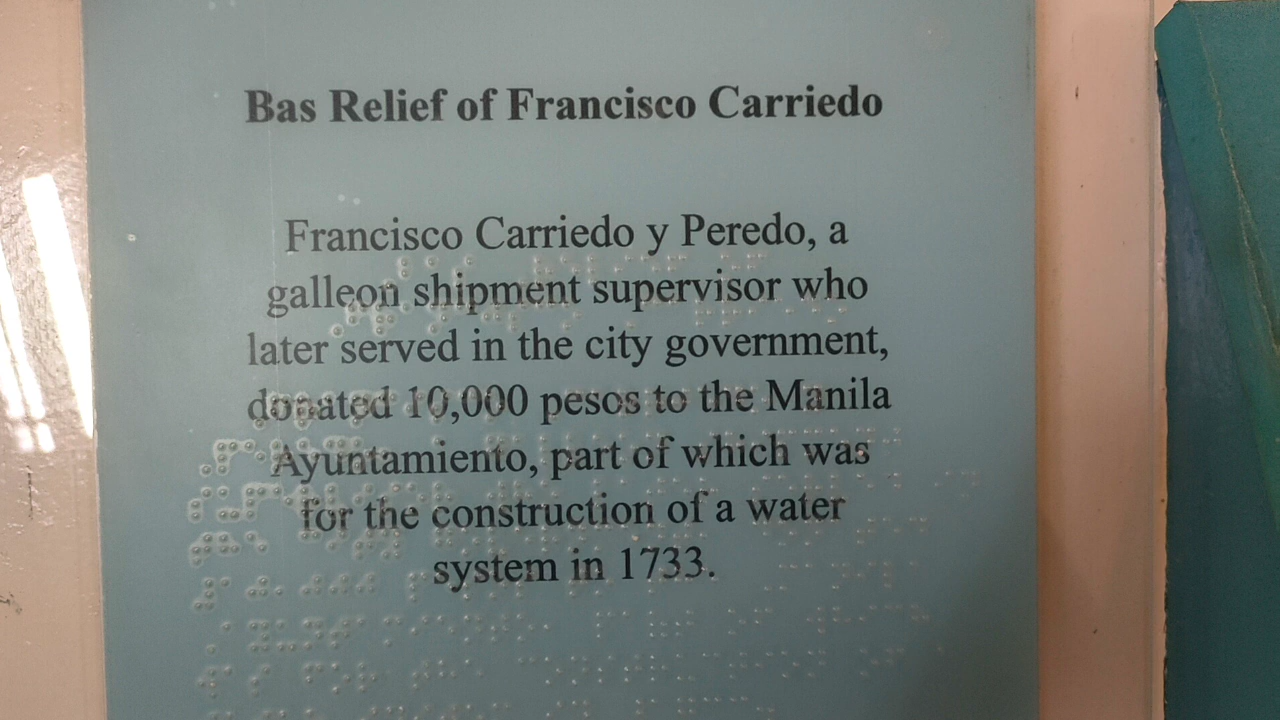 Bas Relief of Francisco Carriedo
Francisco Carriedo y Peredo, a
galleon shipment supervisor who
later served in the city government,
donated 10,000 pesos to the Manila
Ayuntamiento, part of which was
for the construction of a water
system in 1733.